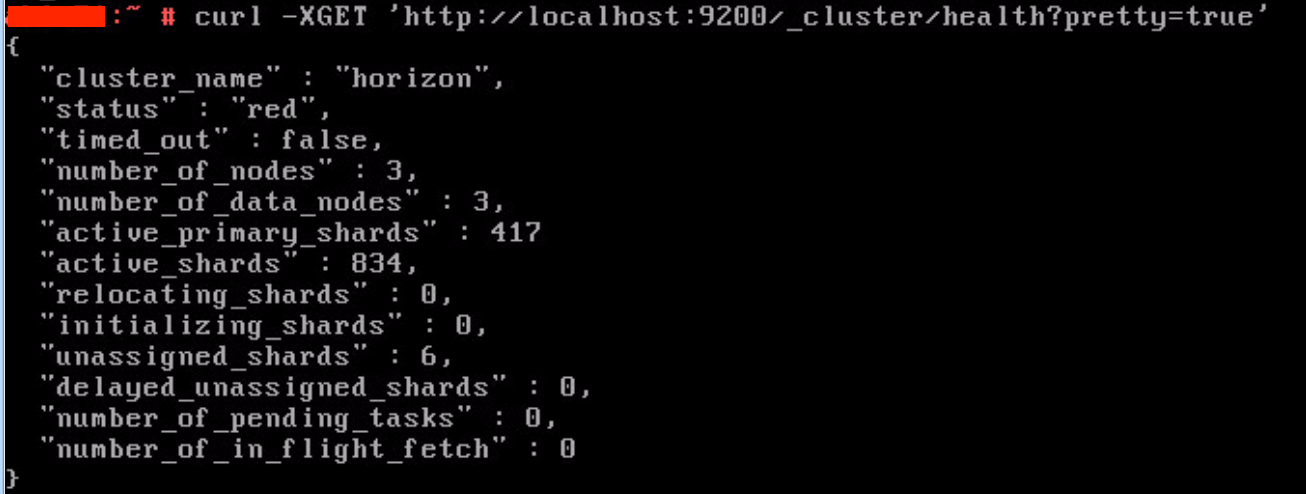 :~ # curl -XGET 'http://localhost:9200/_cluster/health?pretty=true'
{
  "cluster_name" : "horizon",
  "status" : "red",
  "timed_out" : false,
  "number_of_nodes" : 3,
  "number_of_data_nodes" : 3,
  "active_primary_shards" : 417
  "active_shards" : 834,
  "relocating_shards" : 0,
  "initializing_shards" : 0,
  "unassigned_shards" : 6,
  "delayed_unassigned_shards" : 0,
  "number_of_pending_tasks" : 0,
  "number_of_in_flight_fetch" : 0
}